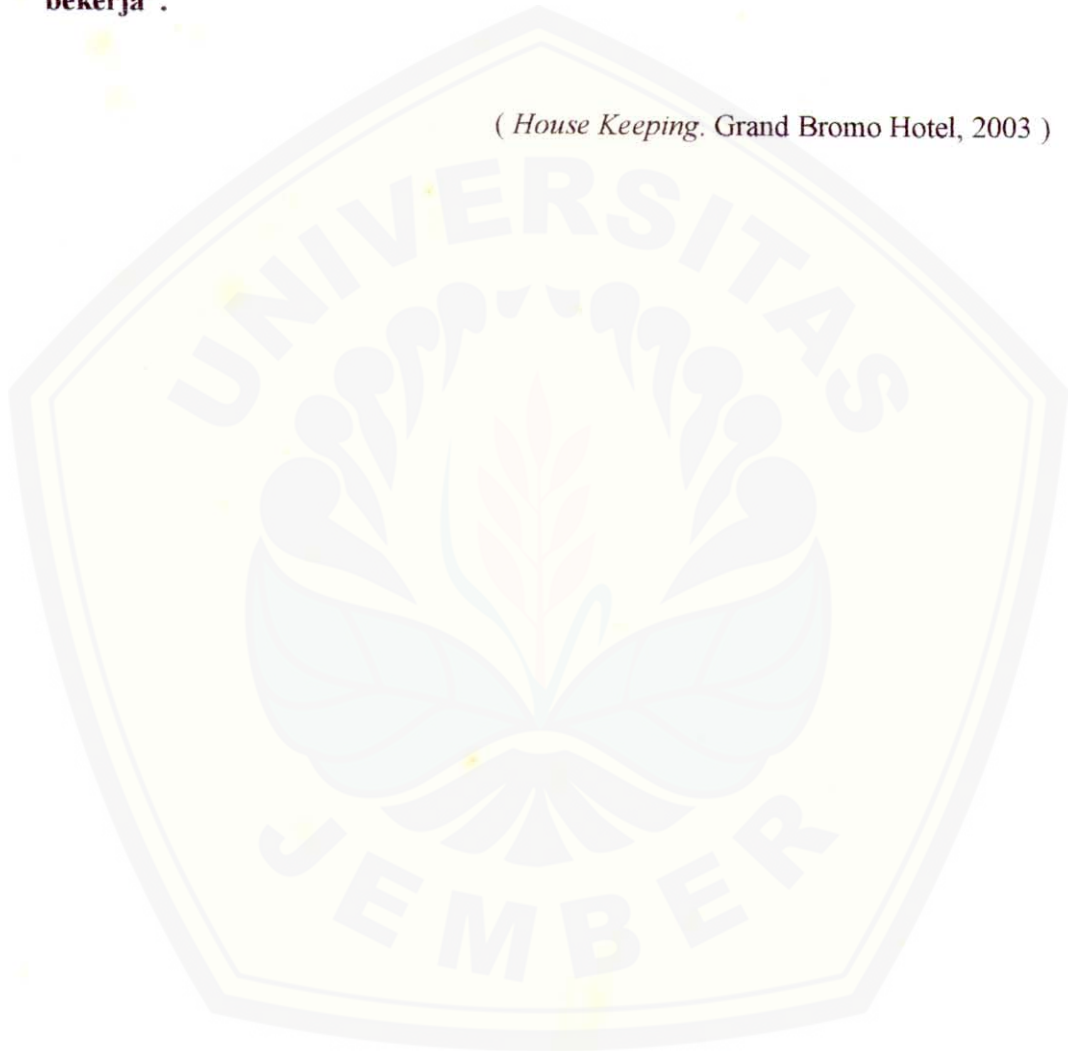 bekerja".
( House Keeping. Grand Bromo Hotel, 2003 )
UNIVERSITAS
JEMBER